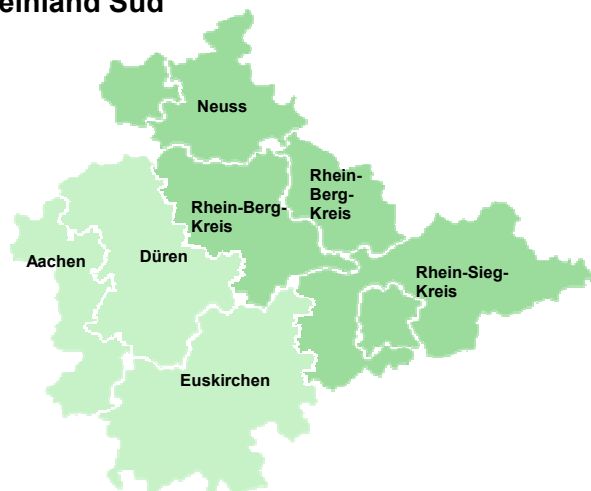 einland Süd
Neuss
Rhein-
Berg-
Kreis
Rhein-Berg-
Kreis
Aachen
Düren
Rhein-Sieg-
Kreis
Euskirchen